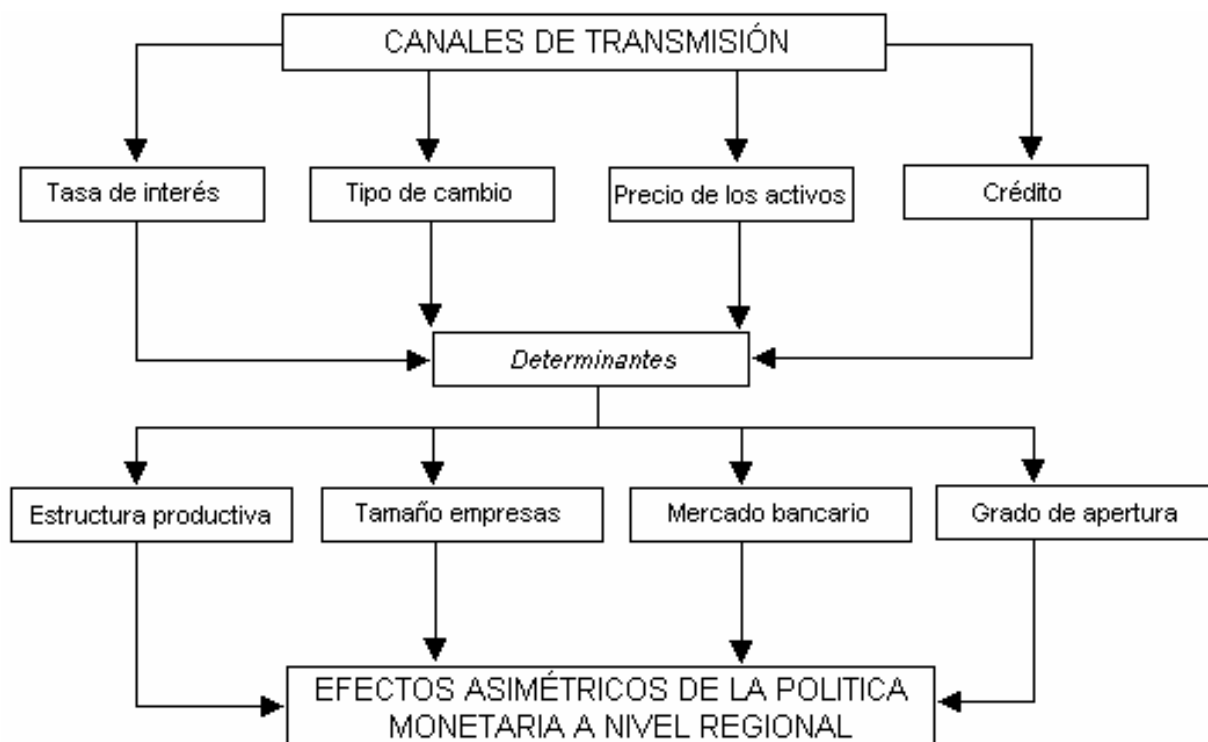 CANALES DE TRANSMISIÓN
Tasa de interés
Tipo de cambio
Precio de los activos
Crédito
Determinantes
Estructura productiva
Tamaño empresas
Mercado bancario
Grado de apertura
EFECTOS ASIMÉTRICOS DE LA POLITICA
MONETARIA A NIVEL REGIONAL